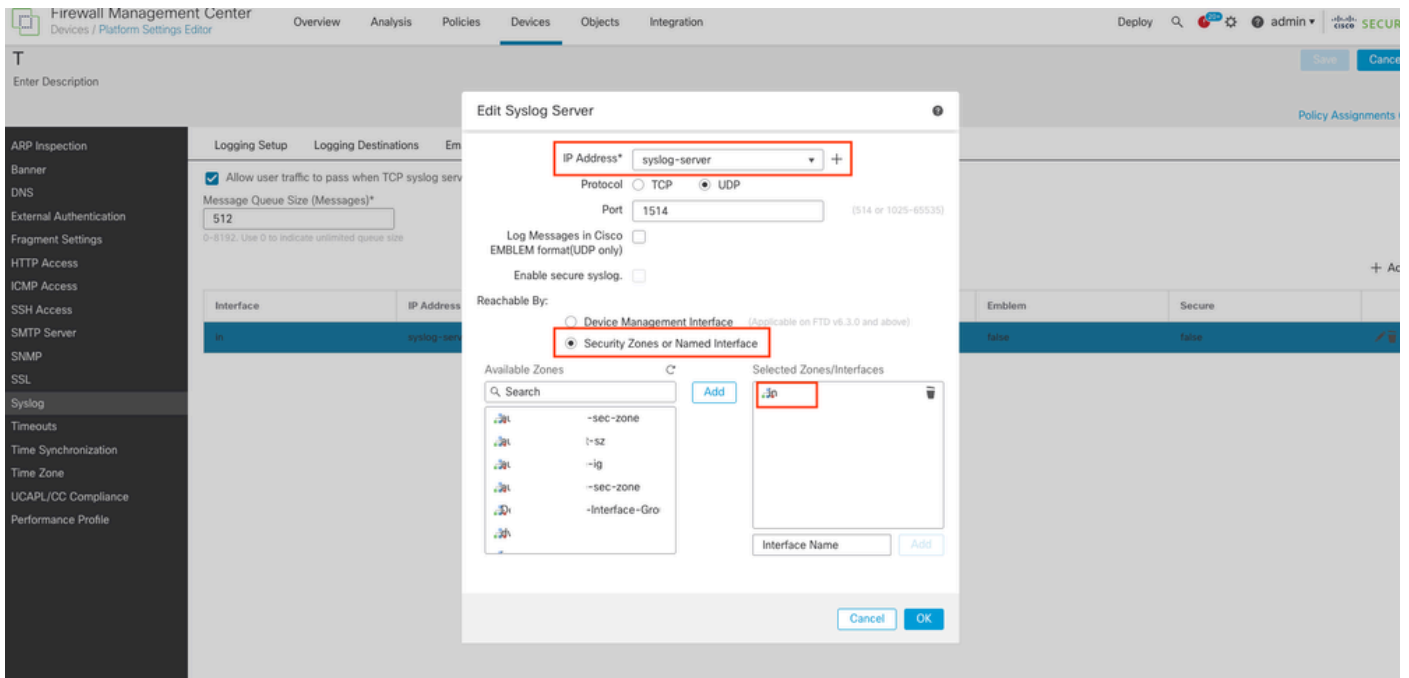 Firewall Management Center
Devices / Platform Settings Editor
Overview Analysis Policies Devices Objects Integration
Deploy 20+ admin
cisco SECUR
T
Enter Description
Save Cance
Policy Assignments
ARP Inspection
Banner
DNS
External Authentication
Fragment Settings
HTTP Access
ICMP Access
SSH Access
SMTP Server
SNMP
SSL
Syslog
Timeouts
Time Synchronization
Time Zone
UCAPL/CC Compliance
Performance Profile
Logging Setup Logging Destinations Em
Allow user traffic to pass when TCP syslog serv
Message Queue Size (Messages)*
512
0-8192. Use 0 to indicate unlimited queue size
+ Ac
Interface IP Address Emblem Secure
in syslog-serv false false
Edit Syslog Server
IP Address* syslog-server
Protocol TCP UDP
Port 1514 (514 or 1025-65535)
Log Messages in Cisco
EMBLEM format(UDP only)
Enable secure syslog.
Reachable By:
Device Management Interface (Applicable on FTD v6.3.0 and above)
Security Zones or Named Interface
Available Zones Selected Zones/Interfaces
Search Add
-sec-zone
-sz
-ig
-sec-zone
-Interface-Gro
Interface Name Add
Cancel OK